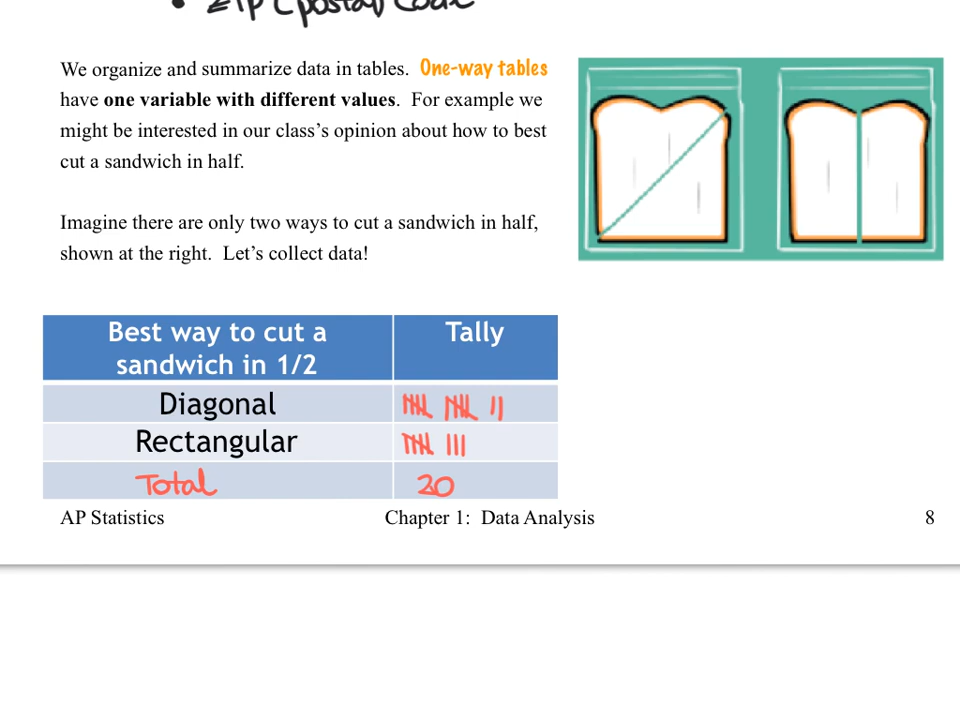 • Zip (postal code
We organize and summarize data in tables. One-way tables
have one variable with different values. For example we
might be interested in our class's opinion about how to best
cut a sandwich in half.
Imagine there are only two ways to cut a sandwich in half,
shown at the right. Let's collect data!
Best way to cut a
sandwich in 1/2
Tally
Diagonal
卌 卌 ||
Rectangular
卌 |||
Total
20
AP Statistics
Chapter 1: Data Analysis
8